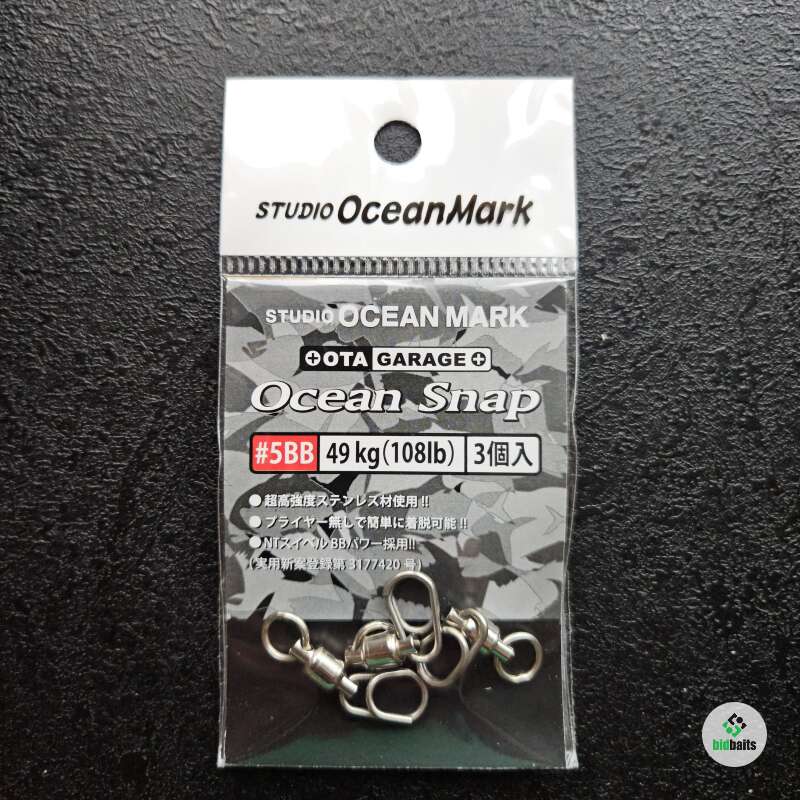 STUDIO OceanMark
STUDIO OCEAN MARK
OTA GARAGE
Ocean Snap
#5BB 49kg(108lb) 3個入
●超高強度ステンレス材使用!!
●プライヤー無しで簡単に着脱可能!!
●NTスイベルBBパワー採用!!
(実用新案登録第3177420号)
bidbaits